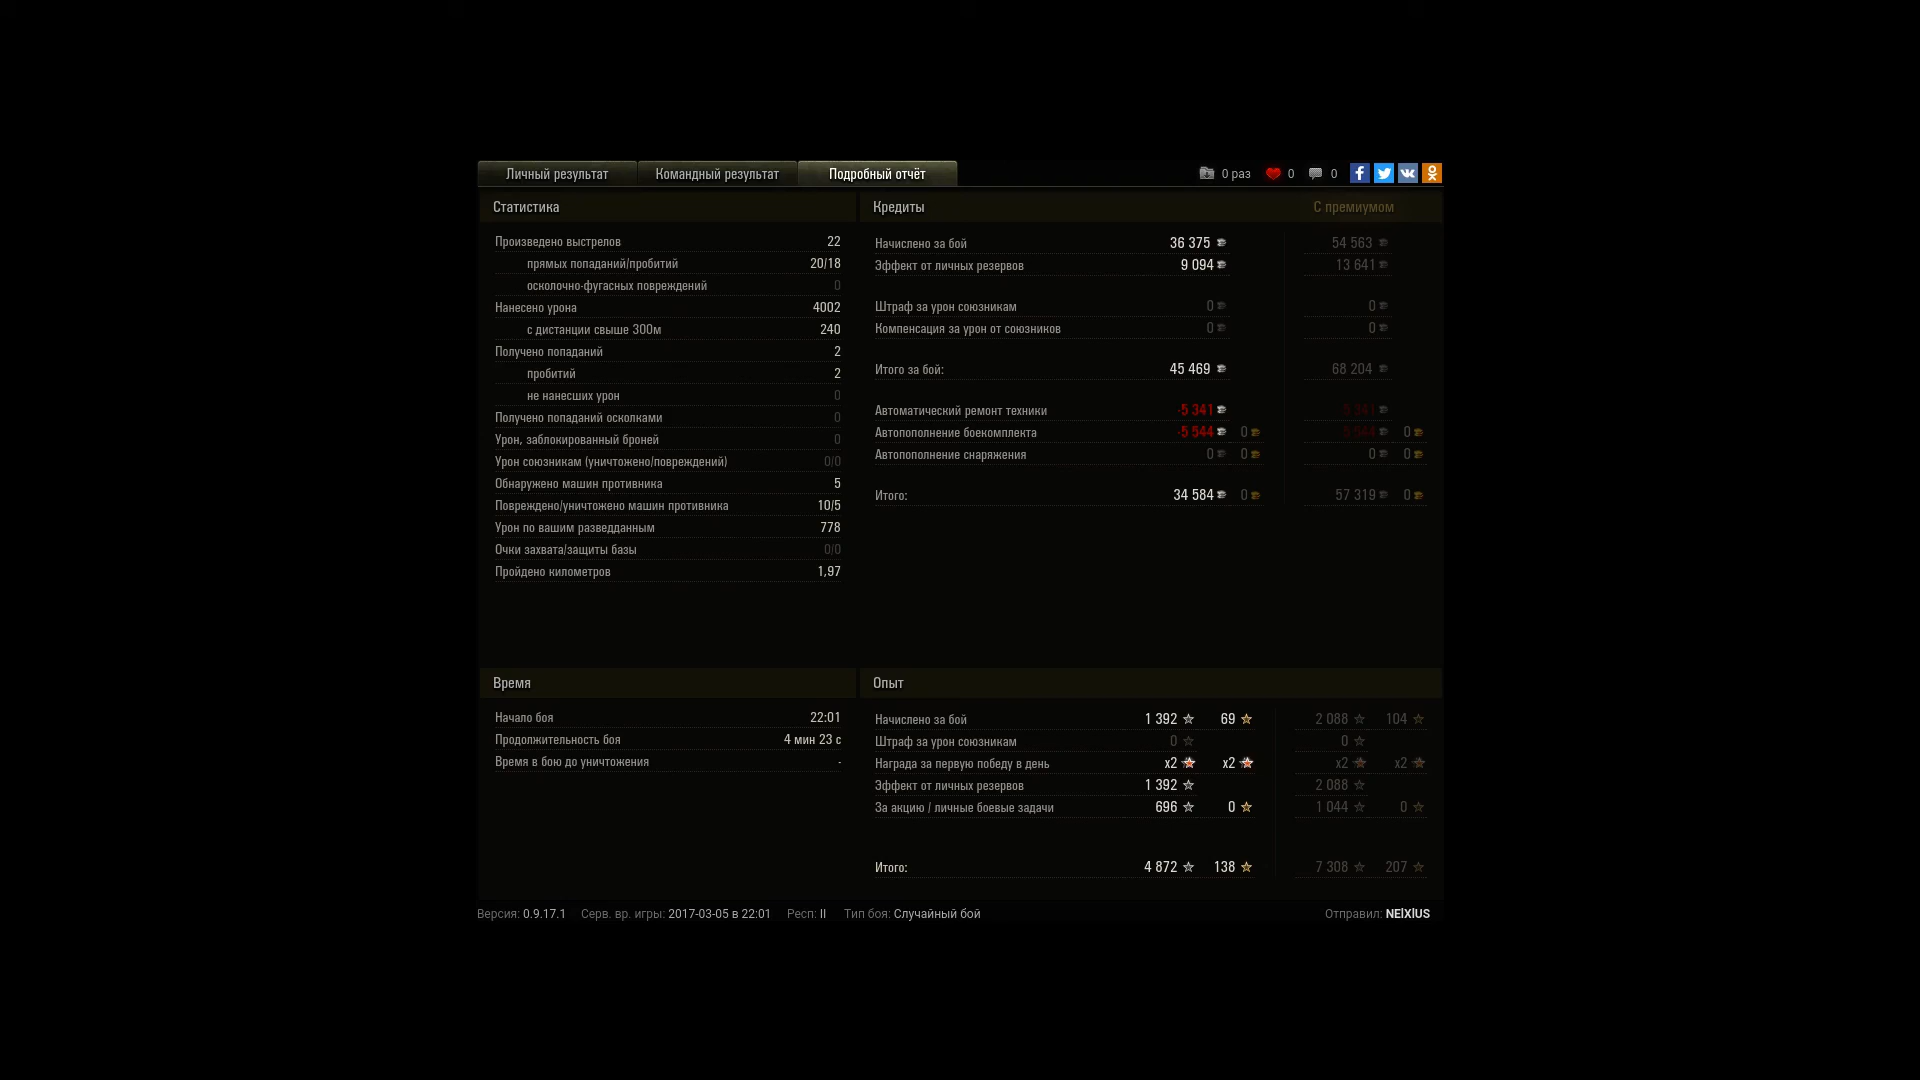 Личный результат Командный результат Подробный отчёт 0 раз 0 0
Статистика
Произведено выстрелов 22
прямых попаданий/пробитий 20/18
осколочно-фугасных повреждений 0
Нанесено урона 4002
с дистанции свыше 300м 240
Получено попаданий 2
пробитий 2
не нанесших урон 0
Получено попаданий осколками 0
Урон, заблокированный броней 0
Урон союзникам (уничтожено/повреждений) 0/0
Обнаружено машин противника 5
Повреждено/уничтожено машин противника 10/5
Урон по вашим разведданным 778
Очки захвата/защиты базы 0/0
Пройдено километров 1,97
Кредиты С премиумом
Начислено за бой 36 375 54 563
Эффект от личных резервов 9 094 13 641
Штраф за урон союзникам 0 0
Компенсация за урон от союзников 0 0
Итого за бой: 45 469 68 204
Автоматический ремонт техники -5 341 -5 341
Автопополнение боекомплекта -5 544 0 -5 544 0
Автопополнение снаряжения 0 0 0 0
Итого: 34 584 0 57 319 0
Время
Начало боя 22:01
Продолжительность боя 4 мин 23 с
Время в бою до уничтожения -
Опыт
Начислено за бой 1 392 69 2 088 104
Штраф за урон союзникам 0 0
Награда за первую победу в день x2 x2 x2 x2
Эффект от личных резервов 1 392 2 088
За акцию / личные боевые задачи 696 0 1 044 0
Итого: 4 872 138 7 308 207
Версия: 0.9.17.1 Серв. вр. игры: 2017-03-05 в 22:01 Респ: II Тип боя: Случайный бой Отправил: NEIXIUS